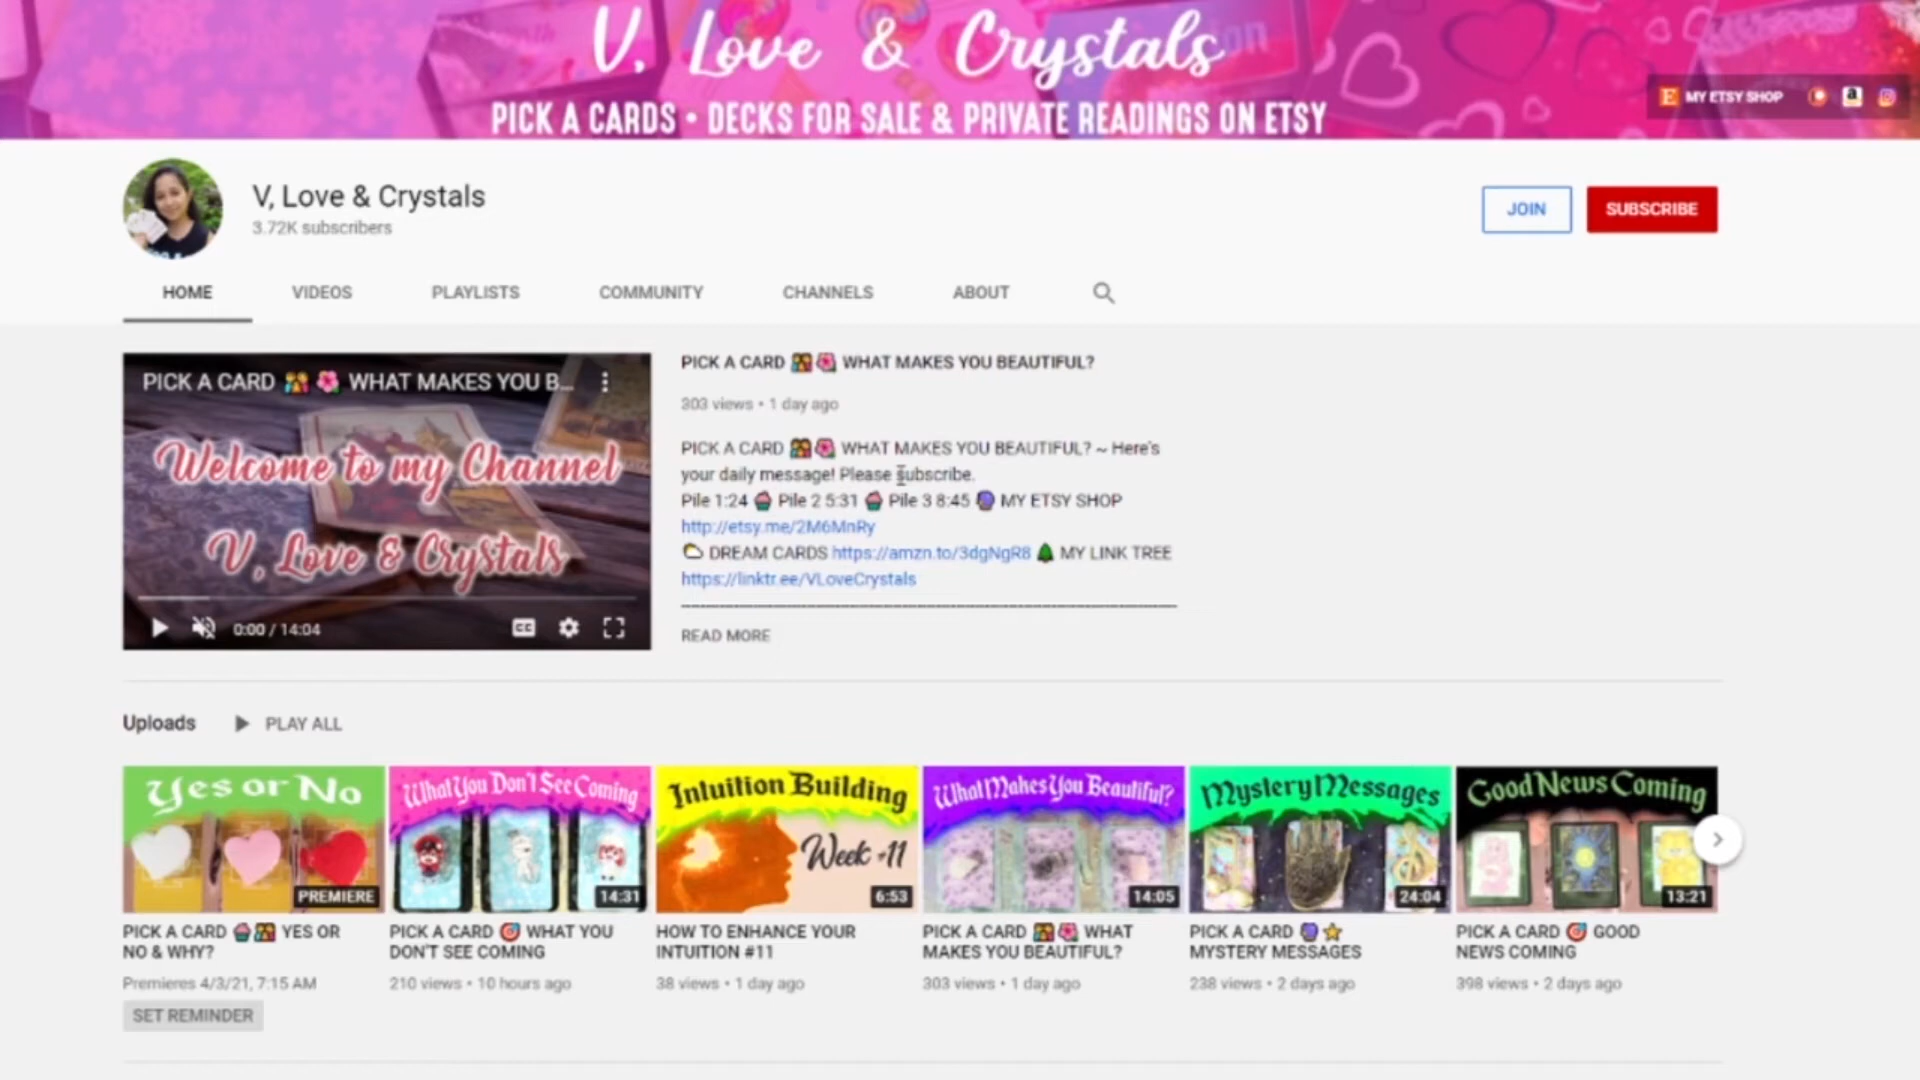 V, Love & Crystals
PICK A CARDS • DECKS FOR SALE & PRIVATE READINGS ON ETSY
MY ETSY SHOP
V, Love & Crystals
3.72K subscribers
JOIN
SUBSCRIBE
HOME
VIDEOS
PLAYLISTS
COMMUNITY
CHANNELS
ABOUT
PICK A CARD 🎎🌺 WHAT MAKES YOU B...
Welcome to my Channel
V, Love & Crystals
0:00 / 14:04
CC
PICK A CARD 🎎🌺 WHAT MAKES YOU BEAUTIFUL?
303 views • 1 day ago
PICK A CARD 🎎🌺 WHAT MAKES YOU BEAUTIFUL? ~ Here's
your daily message! Please subscribe.
Pile 1:24 🧁 Pile 2 5:31 🧁 Pile 3 8:45 🔮 MY ETSY SHOP
http://etsy.me/2M6MnRy
🌤 DREAM CARDS https://amzn.to/3dgNgR8 🌲 MY LINK TREE
https://linktr.ee/VLoveCrystals
READ MORE
Uploads
PLAY ALL
Yes or No
PREMIERE
PICK A CARD 🧁🎎 YES OR
NO & WHY?
Premieres 4/3/21, 7:15 AM
SET REMINDER
What You Don't See Coming
14:31
PICK A CARD 🎯 WHAT YOU
DON'T SEE COMING
210 views • 10 hours ago
Intuition Building
Week #11
6:53
HOW TO ENHANCE YOUR
INTUITION #11
38 views • 1 day ago
What Makes You Beautiful?
14:05
PICK A CARD 🎎🌺 WHAT
MAKES YOU BEAUTIFUL?
303 views • 1 day ago
Mystery Messages
24:04
PICK A CARD 🔮⭐
MYSTERY MESSAGES
238 views • 2 days ago
Good News Coming
13:21
PICK A CARD 🎯 GOOD
NEWS COMING
398 views • 2 days ago